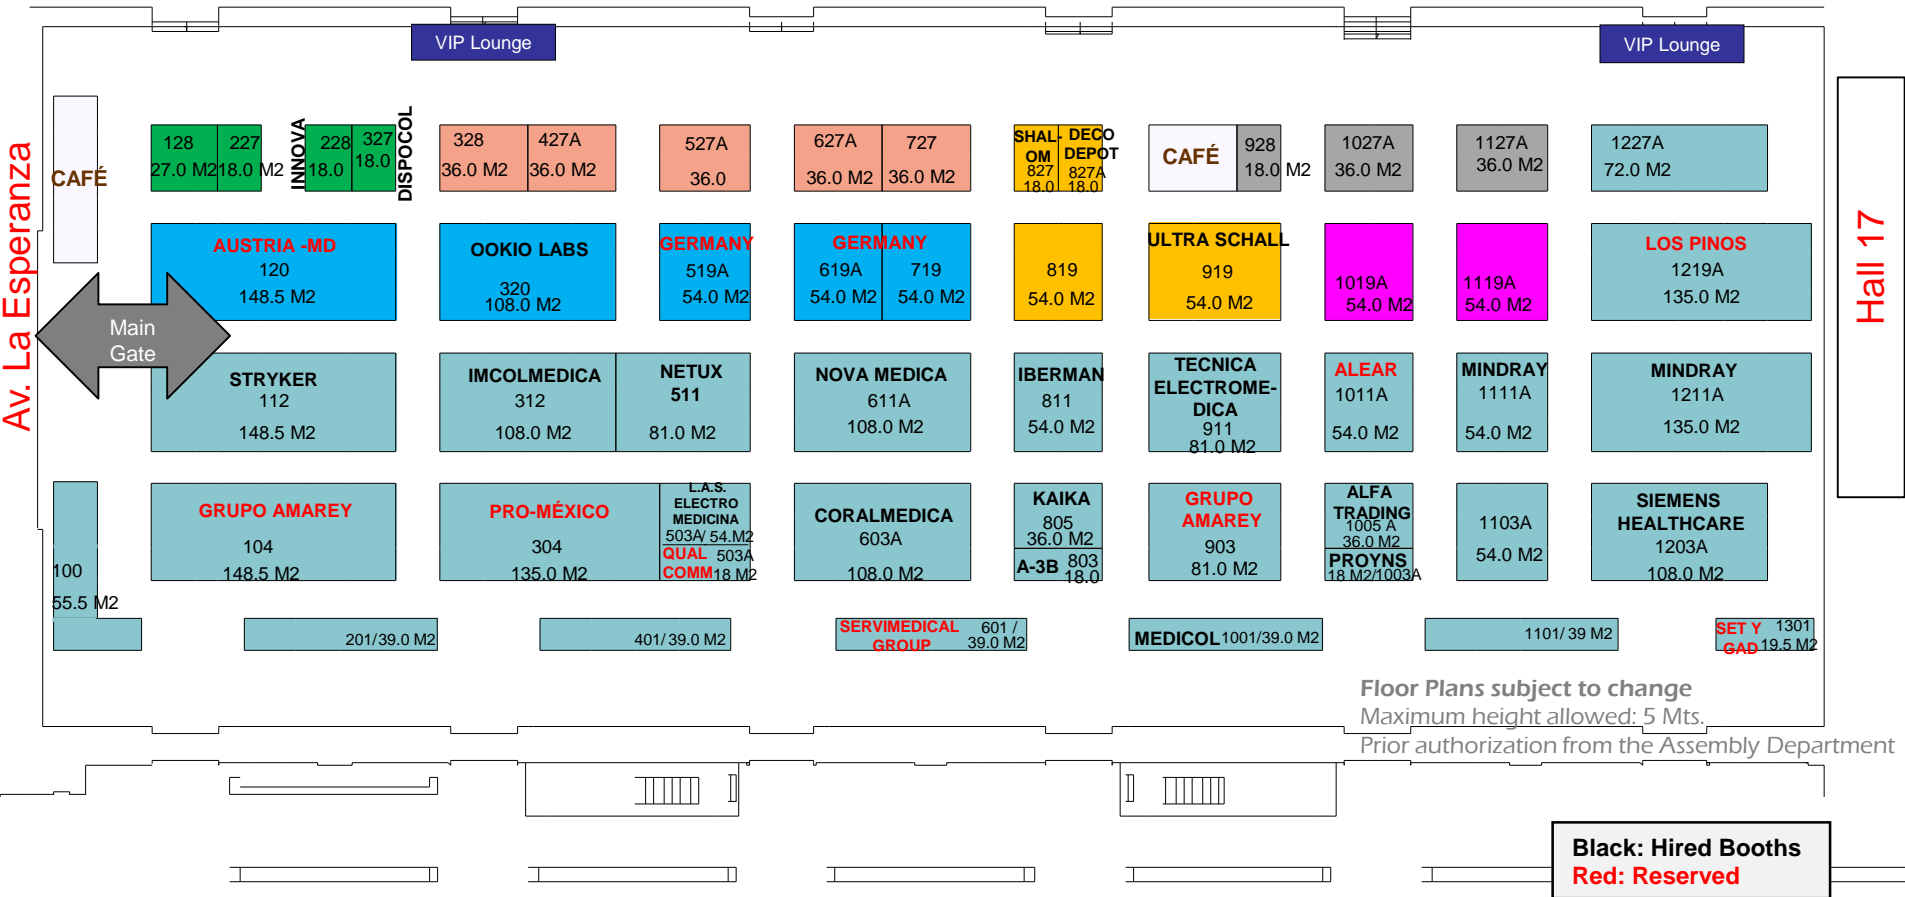 VIP Lounge
VIP Lounge
Av. La Esperanza
CAFÉ
128
27.0 M2
227
18.0 M2
INNOVA
228
18.0
327
18.0
DISPOCOL
328
36.0 M2
427A
36.0 M2
527A
36.0
627A
36.0 M2
727
36.0 M2
SHAL-
OM
827
18.0
DECO
DEPOT
827A
18.0
CAFÉ
928
18.0 M2
1027A
36.0 M2
1127A
36.0 M2
1227A
72.0 M2
Hall 17
AUSTRIA -MD
120
148.5 M2
OOKIO LABS
320
108.0 M2
GERMANY
519A
54.0 M2
GERMANY
619A
54.0 M2
719
54.0 M2
819
54.0 M2
ULTRA SCHALL
919
54.0 M2
1019A
54.0 M2
1119A
54.0 M2
LOS PINOS
1219A
135.0 M2
Main
Gate
STRYKER
112
148.5 M2
IMCOLMEDICA
312
108.0 M2
NETUX
511
81.0 M2
NOVA MEDICA
611A
108.0 M2
IBERMAN
811
54.0 M2
TECNICA
ELECTROME-
DICA
911
81.0 M2
ALEAR
1011A
54.0 M2
MINDRAY
1111A
54.0 M2
MINDRAY
1211A
135.0 M2
100
55.5 M2
GRUPO AMAREY
104
148.5 M2
PRO-MÉXICO
304
135.0 M2
L.A.S.
ELECTRO
MEDICINA
503A/ 54.M2
QUAL 503A
COMM 18 M2
CORALMEDICA
603A
108.0 M2
KAIKA
805
36.0 M2
A-3B 803
18.0
GRUPO
AMAREY
903
81.0 M2
ALFA
TRADING
1005 A
36.0 M2
PROYNS
18 M2/1003A
1103A
54.0 M2
SIEMENS
HEALTHCARE
1203A
108.0 M2
201/39.0 M2
401/39.0 M2
SERVIMEDICAL 601 /
GROUP 39.0 M2
MEDICOL 1001/39.0 M2
1101/ 39 M2
SET Y 1301
GAD 19.5 M2
Floor Plans subject to change
Maximum height allowed: 5 Mts.
Prior authorization from the Assembly Department
Black: Hired Booths
Red: Reserved